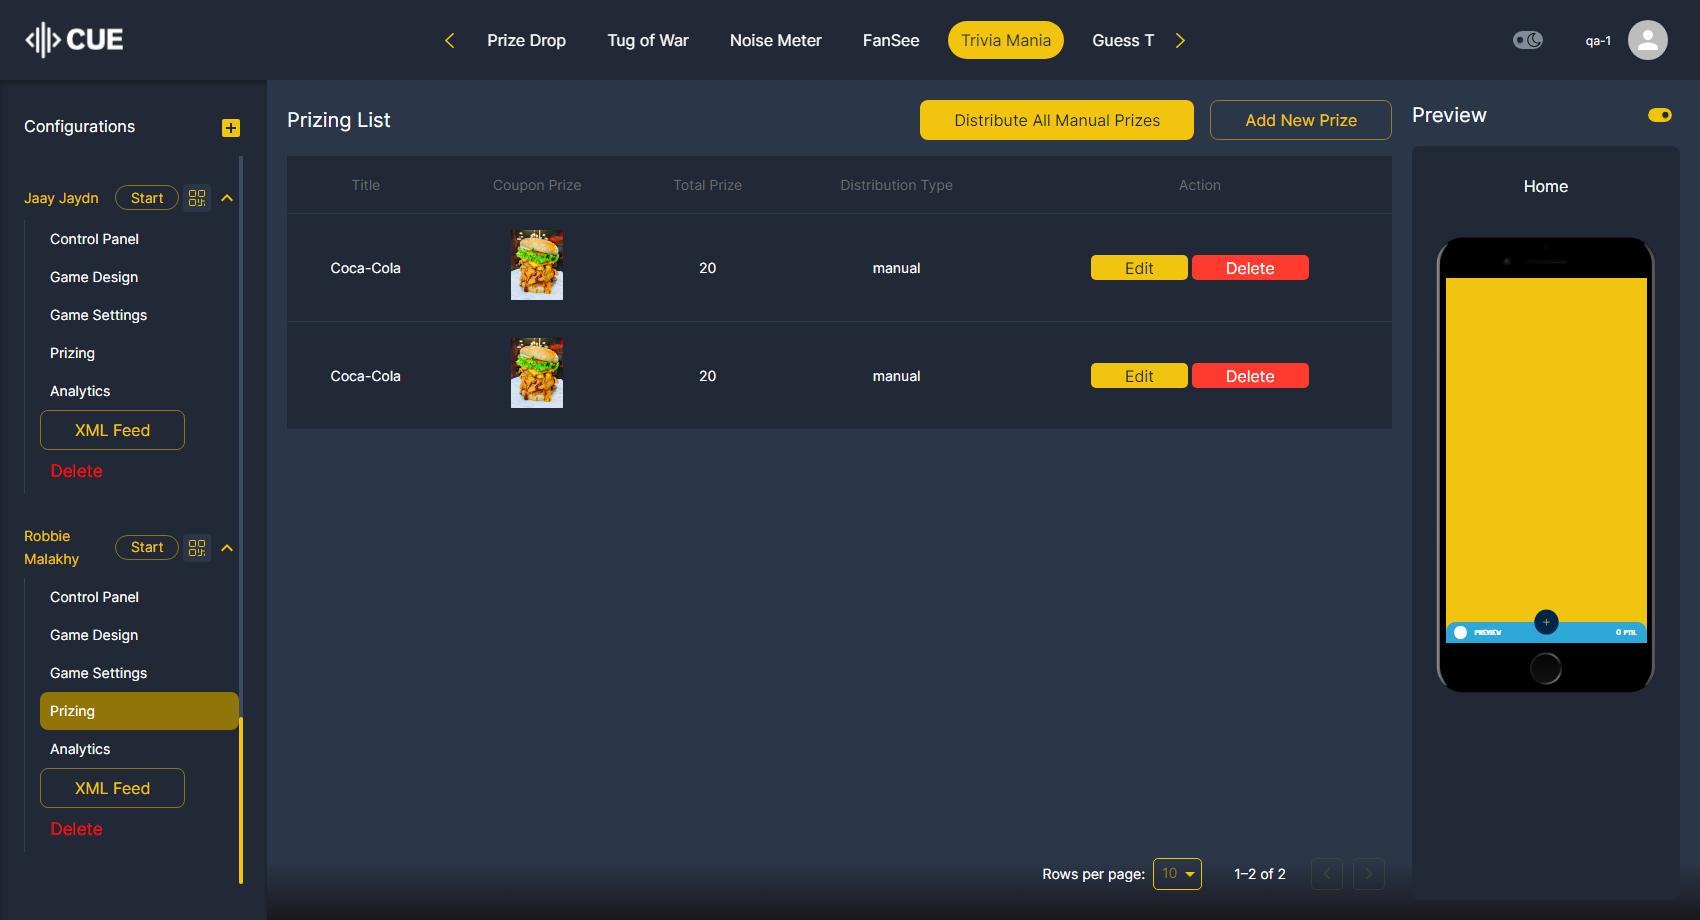 CUE
Prize Drop
Tug of War
Noise Meter
FanSee
Trivia Mania
Guess T
qa-1
Configurations
Jaay Jaydn
Start
Control Panel
Game Design
Game Settings
Prizing
Analytics
XML Feed
Delete
Robbie
Malakhy
Start
Control Panel
Game Design
Game Settings
Prizing
Analytics
XML Feed
Delete
Prizing List
Distribute All Manual Prizes
Add New Prize
Title Coupon Prize Total Prize Distribution Type Action
Coca-Cola 20 manual Edit Delete
Coca-Cola 20 manual Edit Delete
Rows per page: 10 1–2 of 2
Preview
Home
PREVIEW
0 PTS.